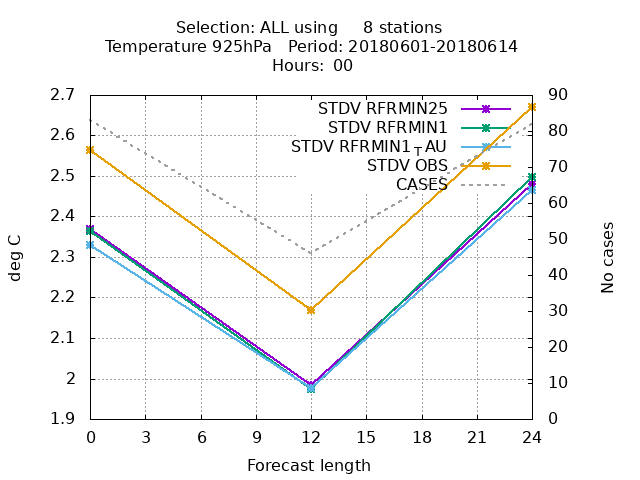 Selection: ALL using     8 stations
Temperature 925hPa   Period: 20180601-20180614
Hours:  00
2.7
2.6
2.5
2.4
2.3
2.2
2.1
2
1.9
deg C
90
80
70
60
50
40
30
20
10
0
No cases
STDV RFRMIN25
STDV RFRMIN1
STDV RFRMIN1TAU
STDV OBS
CASES
0 3 6 9 12 15 18 21 24
Forecast length